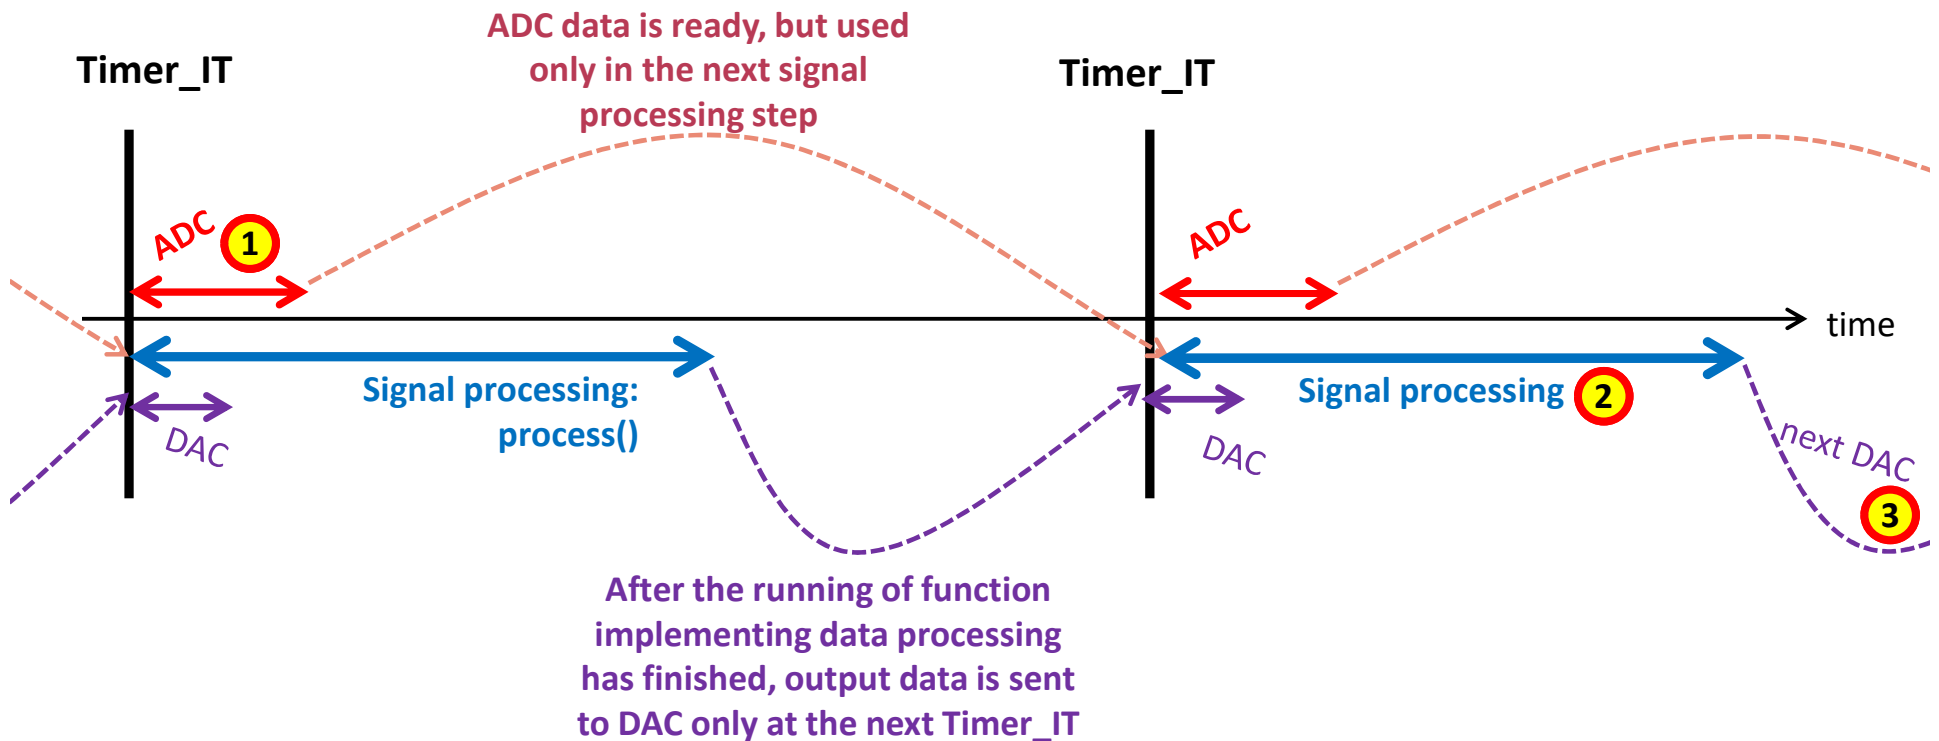 ADC data is ready, but used
only in the next signal
processing step
Timer_IT
Timer_IT
ADC
1
ADC
time
Signal processing:
process()
Signal processing
2
DAC
DAC
next DAC
3
After the running of function
implementing data processing
has finished, output data is sent
to DAC only at the next Timer_IT